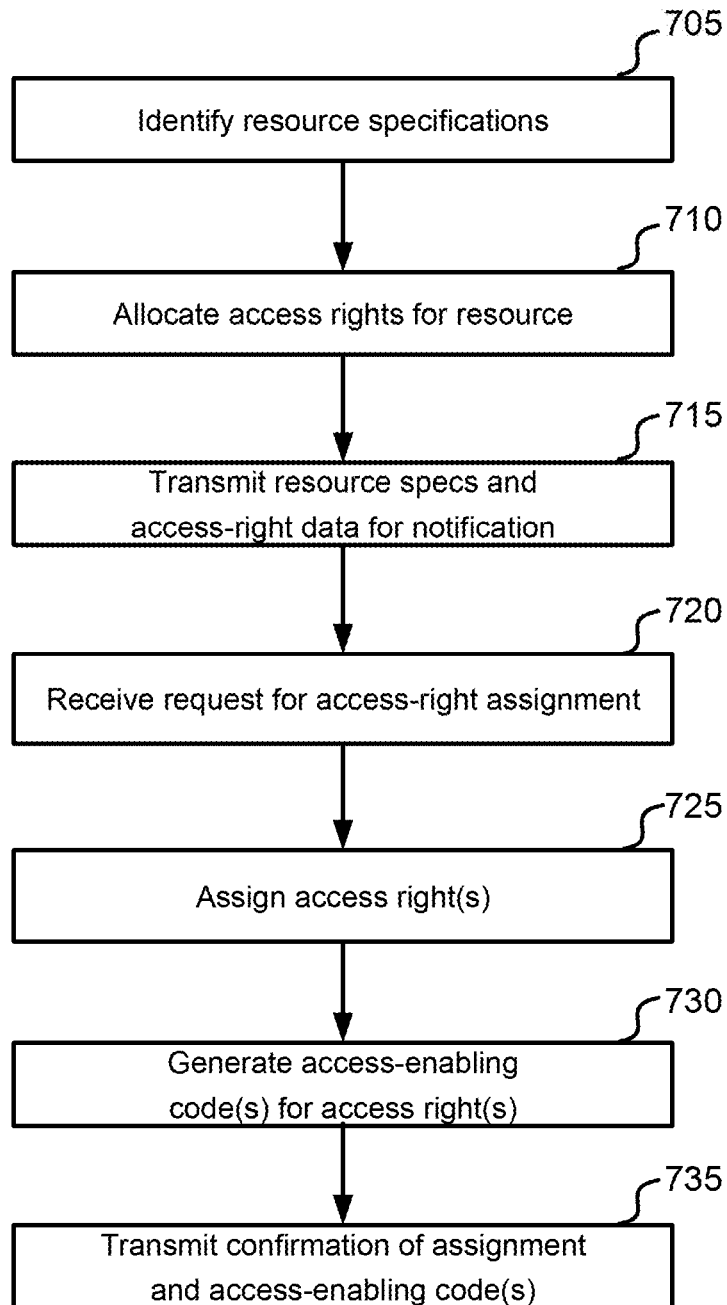 705
Identify resource specifications
710
Allocate access rights for resource
715
Transmit resource specs and
access-right data for notification
720
Receive request for access-right assignment
725
Assign access right(s)
730
Generate access-enabling
code(s) for access right(s)
735
Transmit confirmation of assignment
and access-enabling code(s)